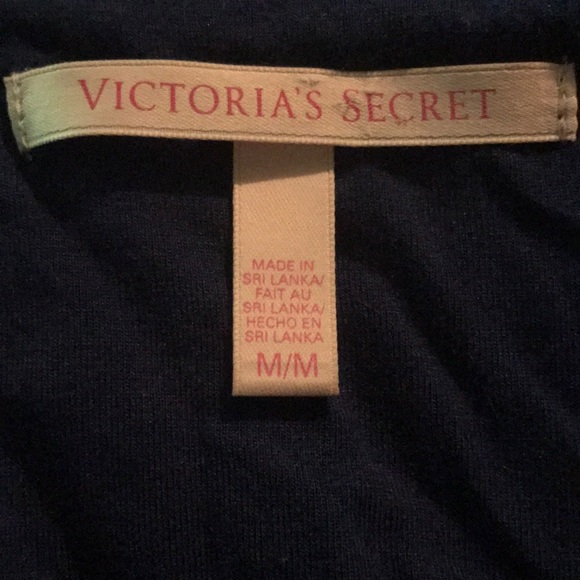 VICTORIA'S SECRET
MADE IN
SRI LANKA/
FAIT AU
SRI LANKA/
HECHO EN
SRI LANKA
M/M